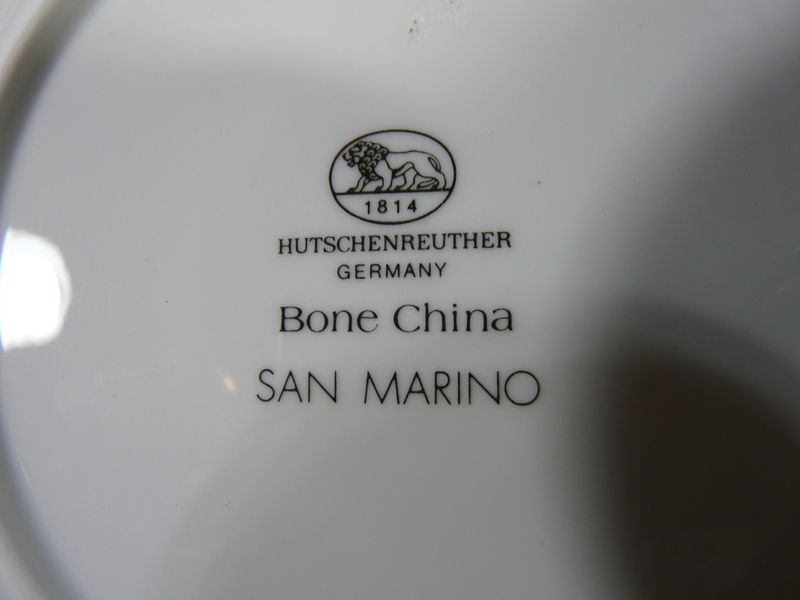 1814
HUTSCHENREUTHER
GERMANY
Bone China
SAN MARINO